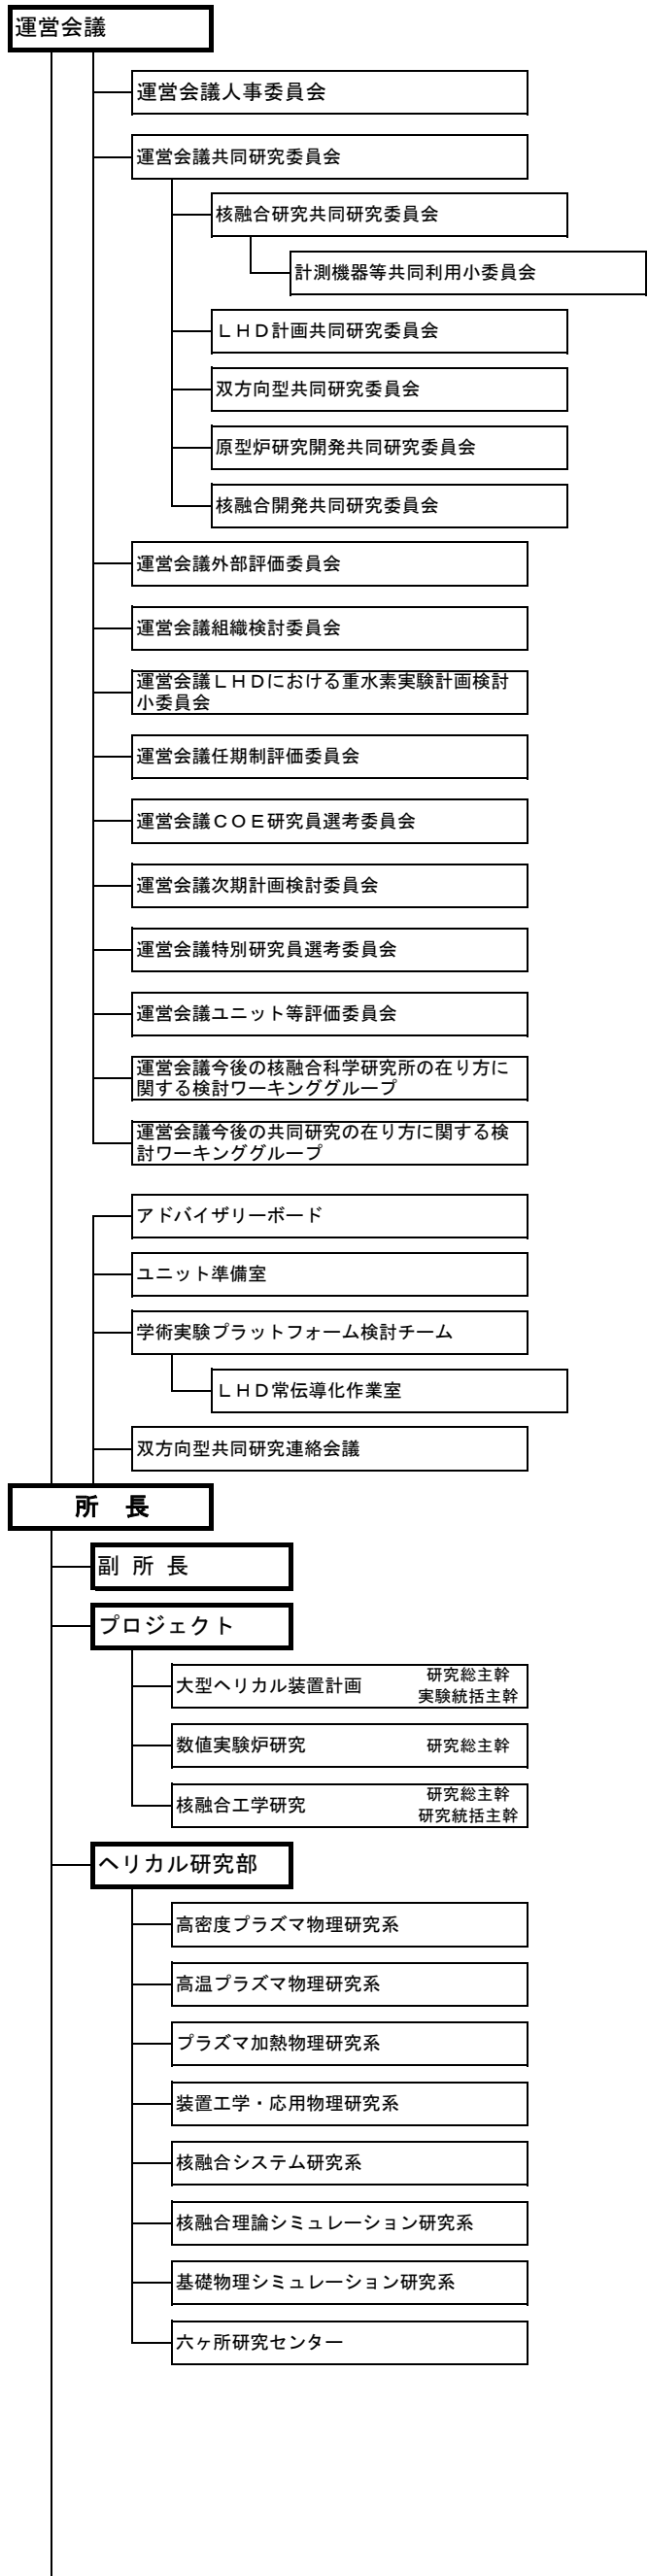 運営会議
運営会議人事委員会
運営会議共同研究委員会
核融合研究共同研究委員会
計測機器等共同利用小委員会
ＬＨＤ計画共同研究委員会
双方向型共同研究委員会
原型炉研究開発共同研究委員会
核融合開発共同研究委員会
運営会議外部評価委員会
運営会議組織検討委員会
運営会議ＬＨＤにおける重水素実験計画検討
小委員会
運営会議任期制評価委員会
運営会議ＣＯＥ研究員選考委員会
運営会議次期計画検討委員会
運営会議特別研究員選考委員会
運営会議ユニット等評価委員会
運営会議今後の核融合科学研究所の在り方に
関する検討ワーキンググループ
運営会議今後の共同研究の在り方に関する検
討ワーキンググループ
アドバイザリーボード
ユニット準備室
学術実験プラットフォーム検討チーム
ＬＨＤ常伝導化作業室
双方向型共同研究連絡会議
所　長
副 所 長
プロジェクト
大型ヘリカル装置計画　研究総主幹
実験統括主幹
数値実験炉研究　研究総主幹
核融合工学研究　研究総主幹
研究統括主幹
ヘリカル研究部
高密度プラズマ物理研究系
高温プラズマ物理研究系
プラズマ加熱物理研究系
装置工学・応用物理研究系
核融合システム研究系
核融合理論シミュレーション研究系
基礎物理シミュレーション研究系
六ヶ所研究センター